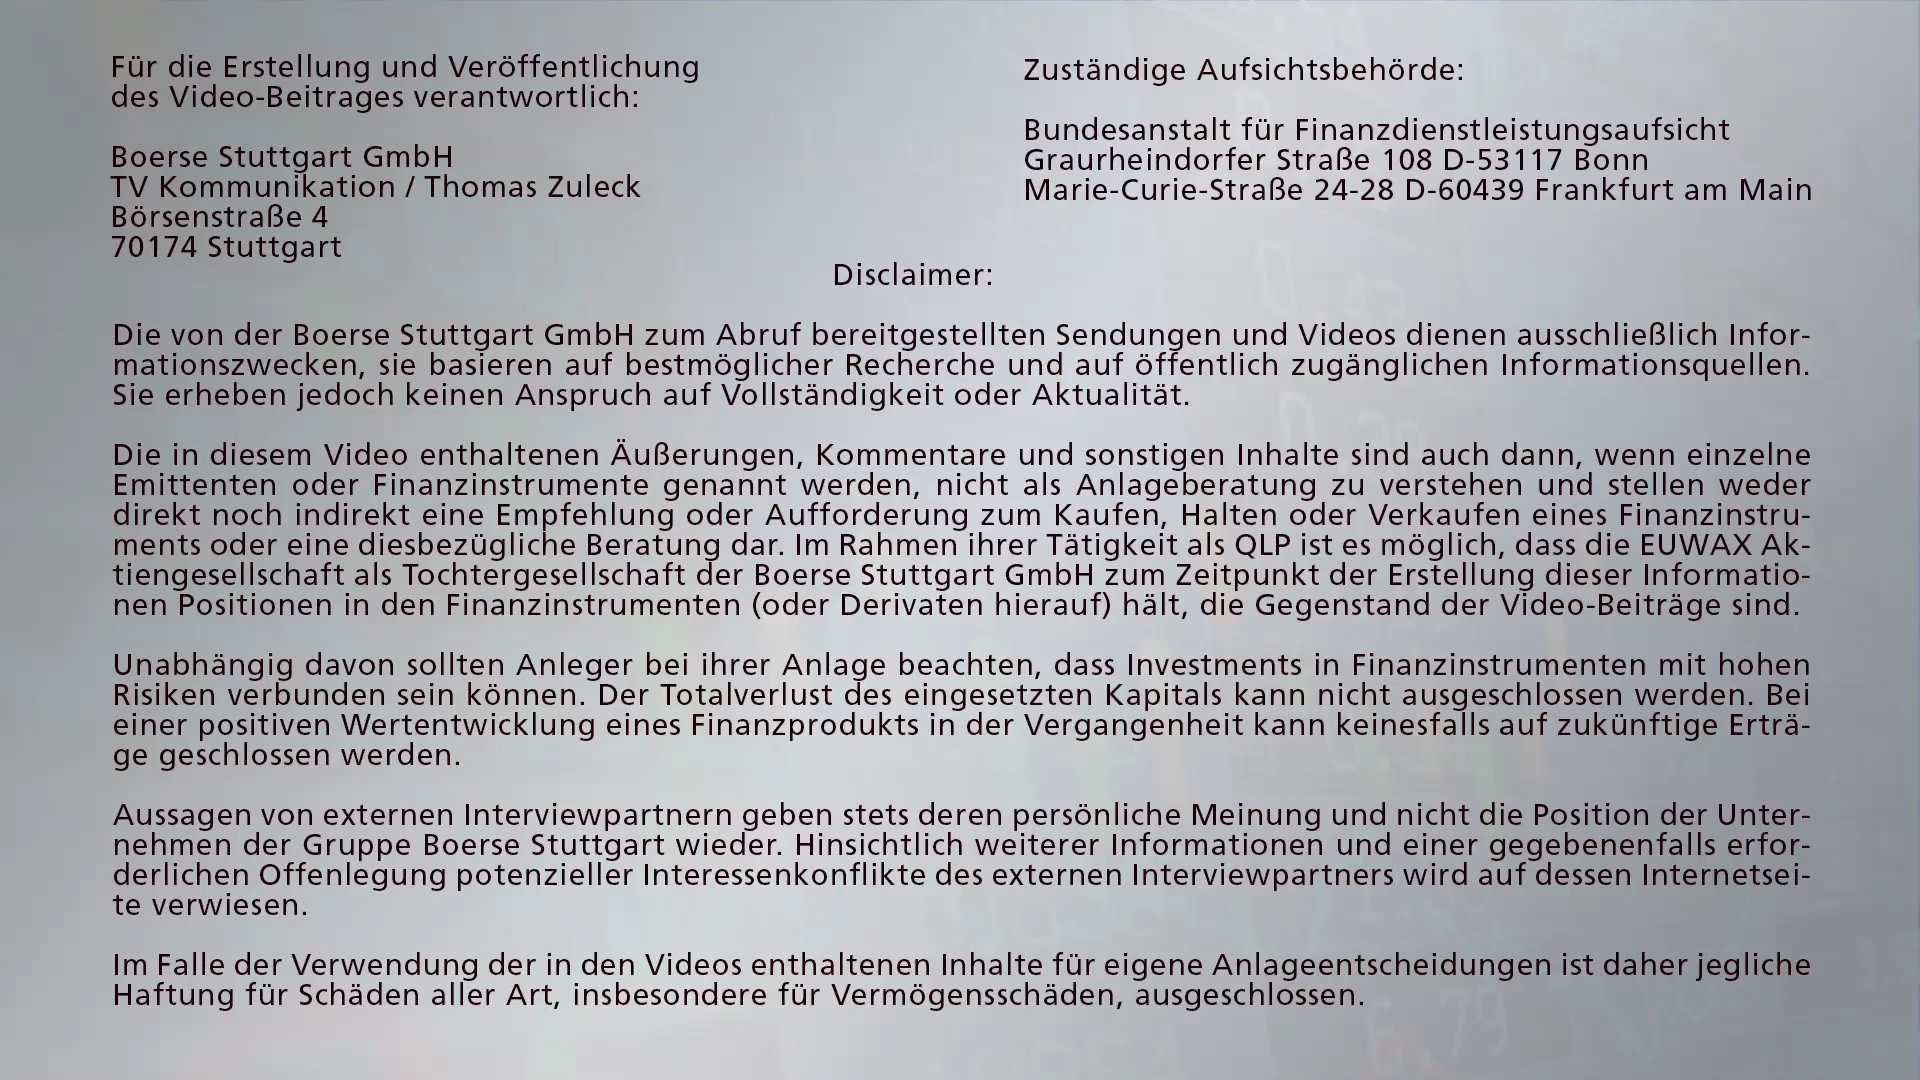 Für die Erstellung und Veröffentlichung
des Video-Beitrages verantwortlich:
Boerse Stuttgart GmbH
TV Kommunikation / Thomas Zuleck
Börsenstraße 4
70174 Stuttgart
Zuständige Aufsichtsbehörde:
Bundesanstalt für Finanzdienstleistungsaufsicht
Graurheindorfer Straße 108 D-53117 Bonn
Marie-Curie-Straße 24-28 D-60439 Frankfurt am Main
Disclaimer:
Die von der Boerse Stuttgart GmbH zum Abruf bereitgestellten Sendungen und Videos dienen ausschließlich Infor-
mationszwecken, sie basieren auf bestmöglicher Recherche und auf öffentlich zugänglichen Informationsquellen.
Sie erheben jedoch keinen Anspruch auf Vollständigkeit oder Aktualität.
Die in diesem Video enthaltenen Äußerungen, Kommentare und sonstigen Inhalte sind auch dann, wenn einzelne
Emittenten oder Finanzinstrumente genannt werden, nicht als Anlageberatung zu verstehen und stellen weder
direkt noch indirekt eine Empfehlung oder Aufforderung zum Kaufen, Halten oder Verkaufen eines Finanzinstru-
ments oder eine diesbezügliche Beratung dar. Im Rahmen ihrer Tätigkeit als QLP ist es möglich, dass die EUWAX Ak-
tiengesellschaft als Tochtergesellschaft der Boerse Stuttgart GmbH zum Zeitpunkt der Erstellung dieser Informatio-
nen Positionen in den Finanzinstrumenten (oder Derivaten hierauf) hält, die Gegenstand der Video-Beiträge sind.
Unabhängig davon sollten Anleger bei ihrer Anlage beachten, dass Investments in Finanzinstrumenten mit hohen
Risiken verbunden sein können. Der Totalverlust des eingesetzten Kapitals kann nicht ausgeschlossen werden. Bei
einer positiven Wertentwicklung eines Finanzprodukts in der Vergangenheit kann keinesfalls auf zukünftige Erträ-
ge geschlossen werden.
Aussagen von externen Interviewpartnern geben stets deren persönliche Meinung und nicht die Position der Unter-
nehmen der Gruppe Boerse Stuttgart wieder. Hinsichtlich weiterer Informationen und einer gegebenenfalls erfor-
derlichen Offenlegung potenzieller Interessenkonflikte des externen Interviewpartners wird auf dessen Internetsei-
te verwiesen.
Im Falle der Verwendung der in den Videos enthaltenen Inhalte für eigene Anlageentscheidungen ist daher jegliche
Haftung für Schäden aller Art, insbesondere für Vermögensschäden, ausgeschlossen.